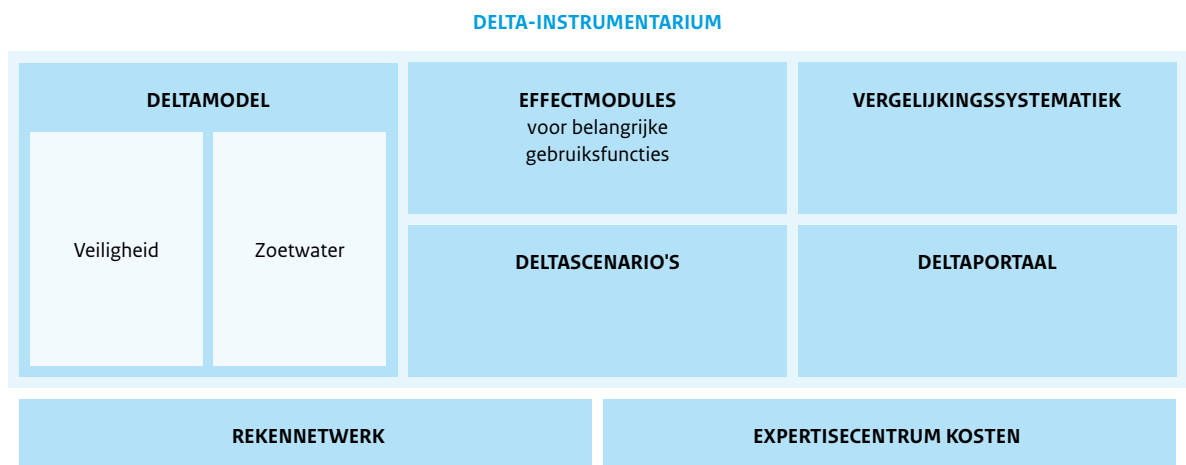 DELTA-INSTRUMENTARIUM
DELTAMODEL
Veiligheid
Zoetwater
EFFECTMODULES
voor belangrijke
gebruiksfuncties
VERGELIJKINGSSYSTEMATIEK
DELTASCENARIO'S
DELTAPORTAAL
REKENNETWERK
EXPERTISECENTRUM KOSTEN